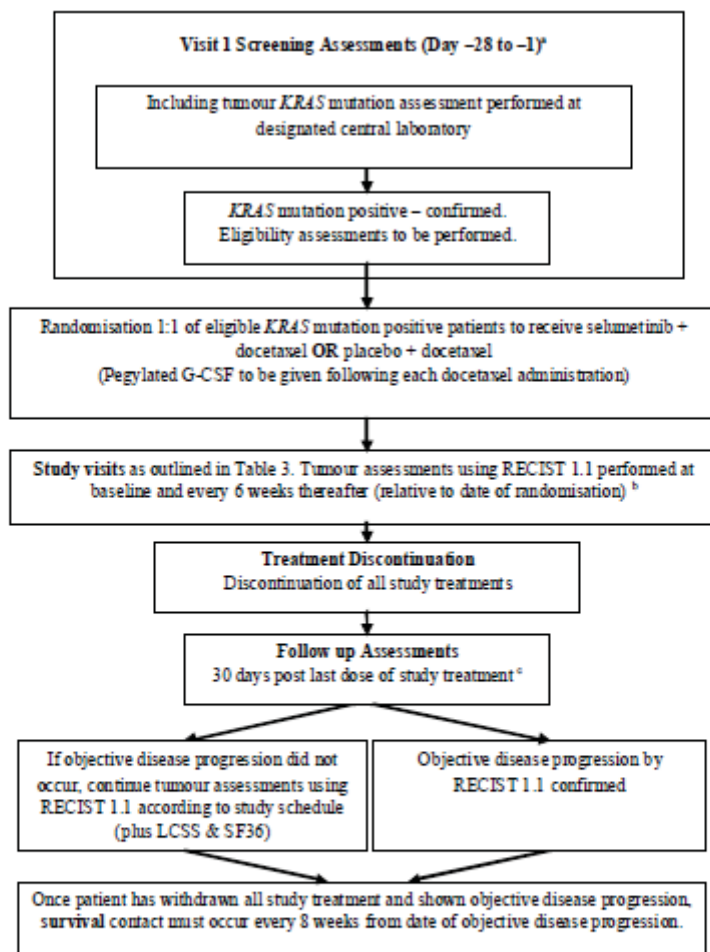 Visit 1 Screening Assessments (Day –28 to –1)ᵃ
Including tumour KRAS mutation assessment performed at
designated central laboratory
KRAS mutation positive – confirmed.
Eligibility assessments to be performed.
Randomisation 1:1 of eligible KRAS mutation positive patients to receive selumetinib +
docetaxel OR placebo + docetaxel
(Pegylated G-CSF to be given following each docetaxel administration)
Study visits as outlined in Table 3. Tumour assessments using RECIST 1.1 performed at
baseline and every 6 weeks thereafter (relative to date of randomisation) ᵇ
Treatment Discontinuation
Discontinuation of all study treatments
Follow up Assessments
30 days post last dose of study treatment ᶜ
If objective disease progression did not
occur, continue tumour assessments using
RECIST 1.1 according to study schedule
(plus LCSS & SF36)
Objective disease progression by
RECIST 1.1 confirmed
Once patient has withdrawn all study treatment and shown objective disease progression,
survival contact must occur every 8 weeks from date of objective disease progression.